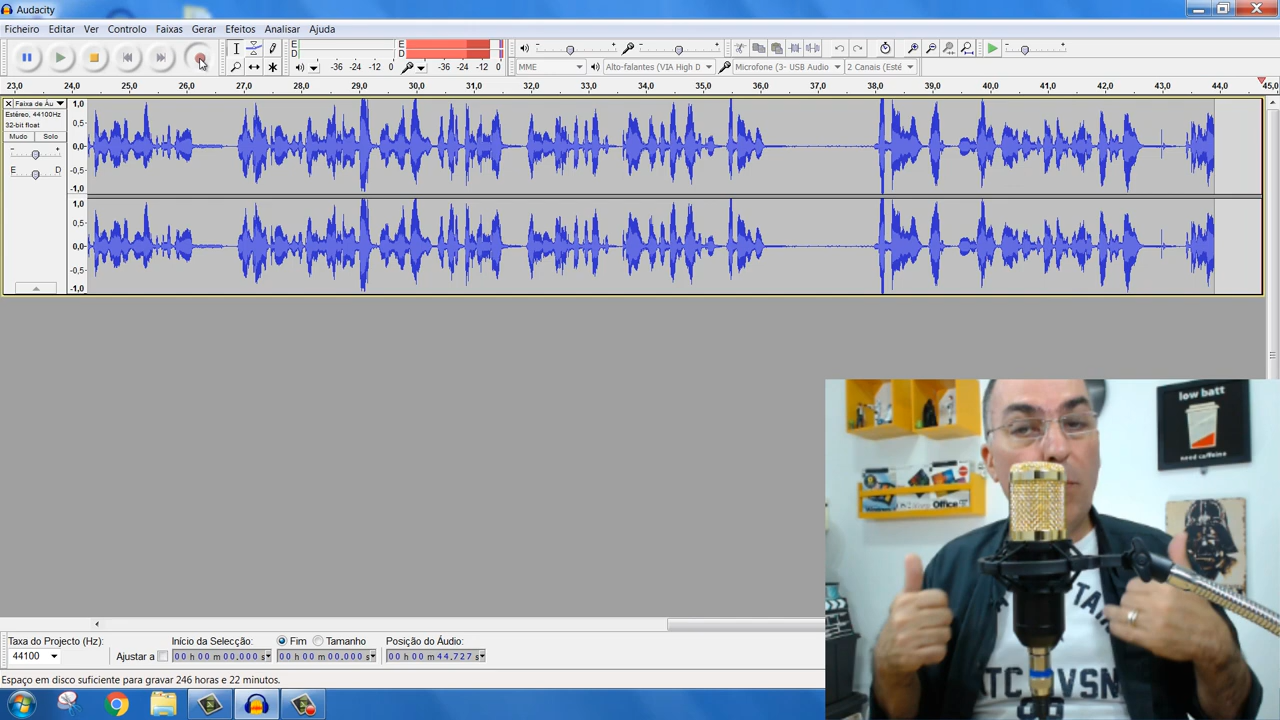 Audacity
Ficheiro Editar Ver Controlo Faixas Gerar Efeitos Analisar Ajuda
E D -36 -24 -12 0 E D -36 -24 -12 0
MME Alto-falantes (VIA High D Microfone (3- USB Audio 2 Canais (Esté
23,0 24,0 25,0 26,0 27,0 28,0 29,0 30,0 31,0 32,0 33,0 34,0 35,0 36,0 37,0 38,0 39,0 40,0 41,0 42,0 43,0 44,0 45,0
Faixa de Áu
Estéreo, 44100Hz
32-bit float
Mudo Solo
- +
E D
1,0
0,5
0,0
-0,5
-1,0
1,0
0,5
0,0
-0,5
-1,0
low batt
need caffeine
Office
TC VSN
Taxa do Projecto (Hz): Início da Selecção: Fim Tamanho Posição do Áudio:
44100 Ajustar a 00 h 00 m 00,000 s 00 h 00 m 00,000 s 00 h 00 m 44,727 s
Espaço em disco suficiente para gravar 246 horas e 22 minutos.